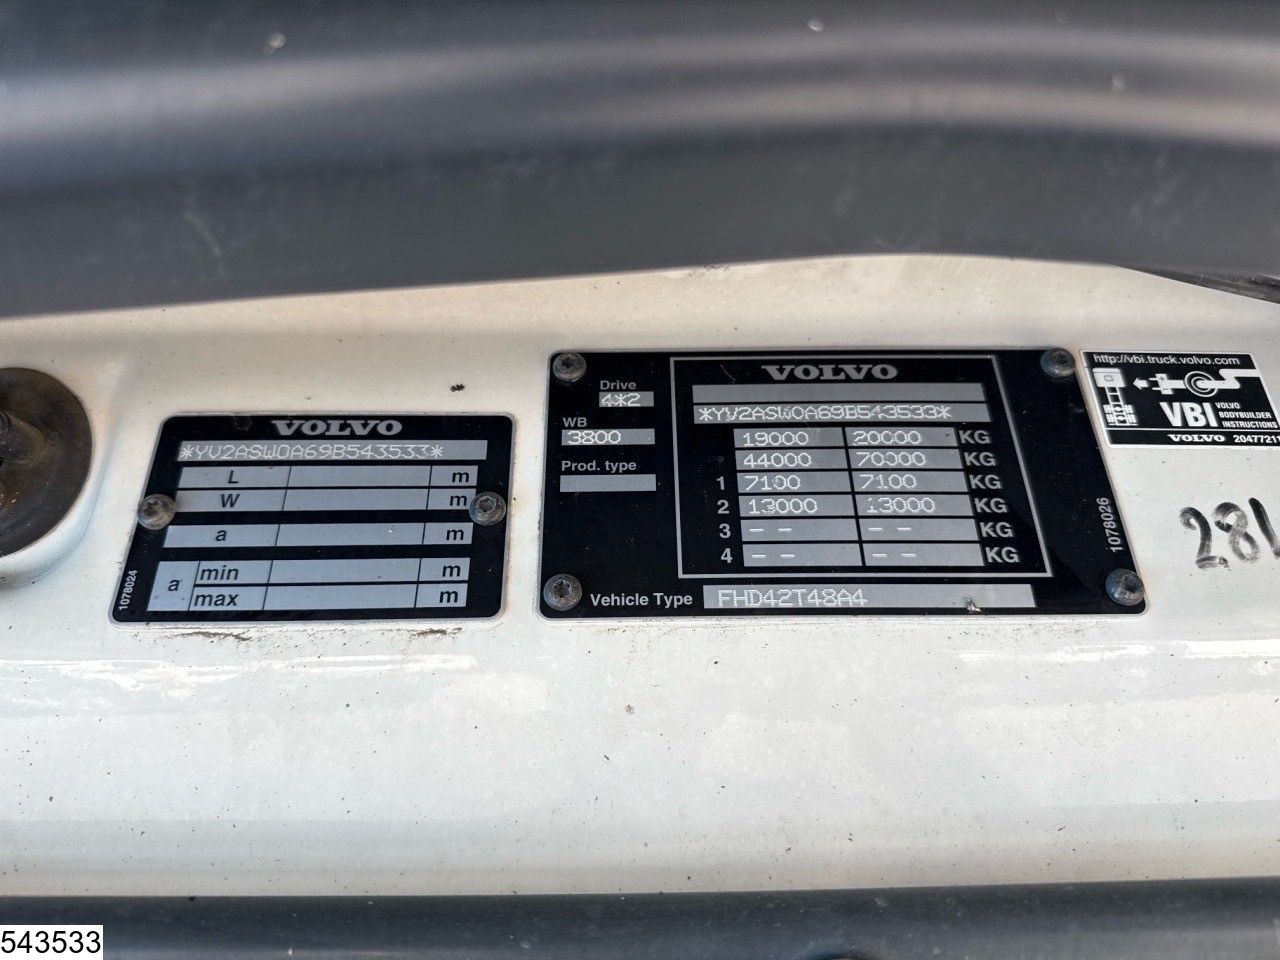 VOLVO
*YV2ASW0A69B543533*
L m
W m
a m
a min m
max m
1078024
Drive
4*2
WB
3800
Prod. type
VOLVO
*YV2ASW0A69B543533*
19000 20000 KG
44000 70000 KG
1 7100 7100 KG
2 13000 13000 KG
3 -- -- KG
4 -- -- KG
Vehicle Type FHD42T48A4
1078026
http://vbi.truck.volvo.com
VBI VOLVO
BODYBUILDER
INSTRUCTIONS
VOLVO 20477211
281
543533